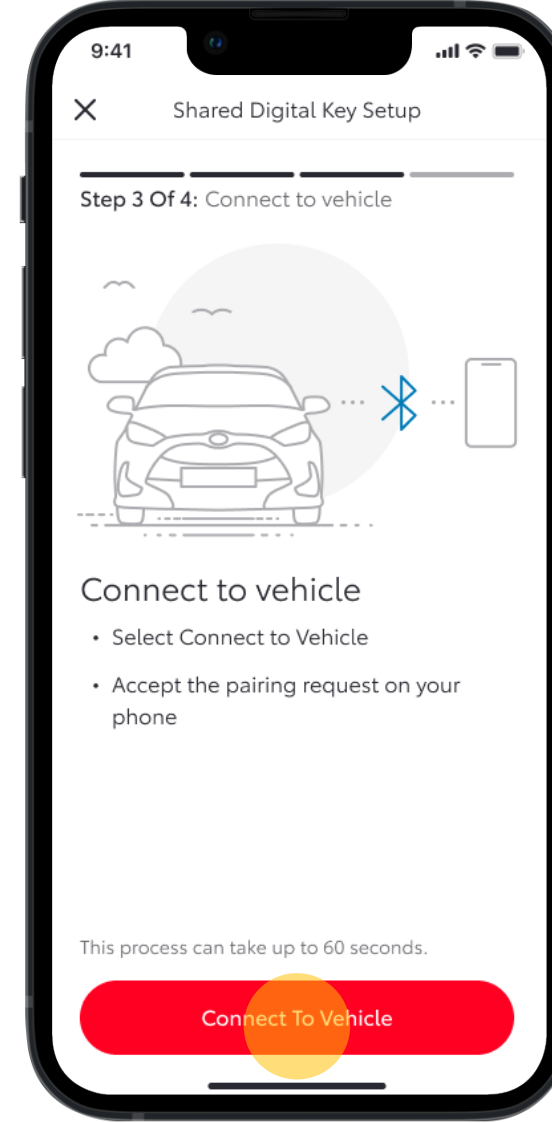 9:41
Shared Digital Key Setup
Step 3 Of 4: Connect to vehicle
Connect to vehicle
• Select Connect to Vehicle
• Accept the pairing request on your
phone
This process can take up to 60 seconds.
Connect To Vehicle